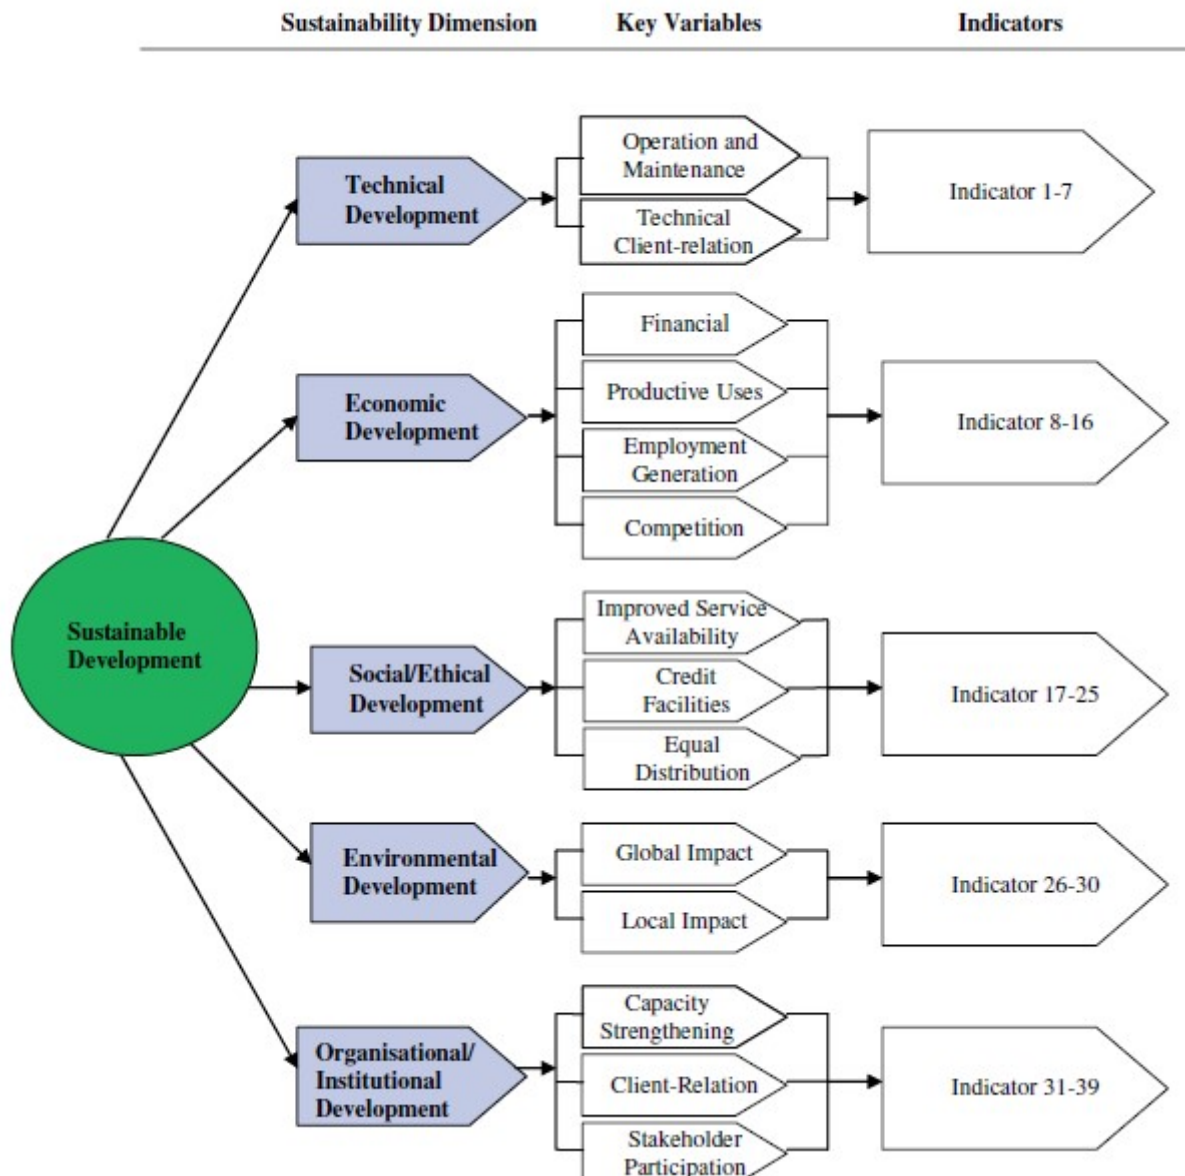 Sustainability Dimension
Key Variables
Indicators
Sustainable
Development
Technical
Development
Operation and
Maintenance
Technical
Client-relation
Indicator 1-7
Economic
Development
Financial
Productive Uses
Employment
Generation
Competition
Indicator 8-16
Social/Ethical
Development
Improved Service
Availability
Credit
Facilities
Equal
Distribution
Indicator 17-25
Environmental
Development
Global Impact
Local Impact
Indicator 26-30
Organisational/
Institutional
Development
Capacity
Strengthening
Client-Relation
Stakeholder
Participation
Indicator 31-39